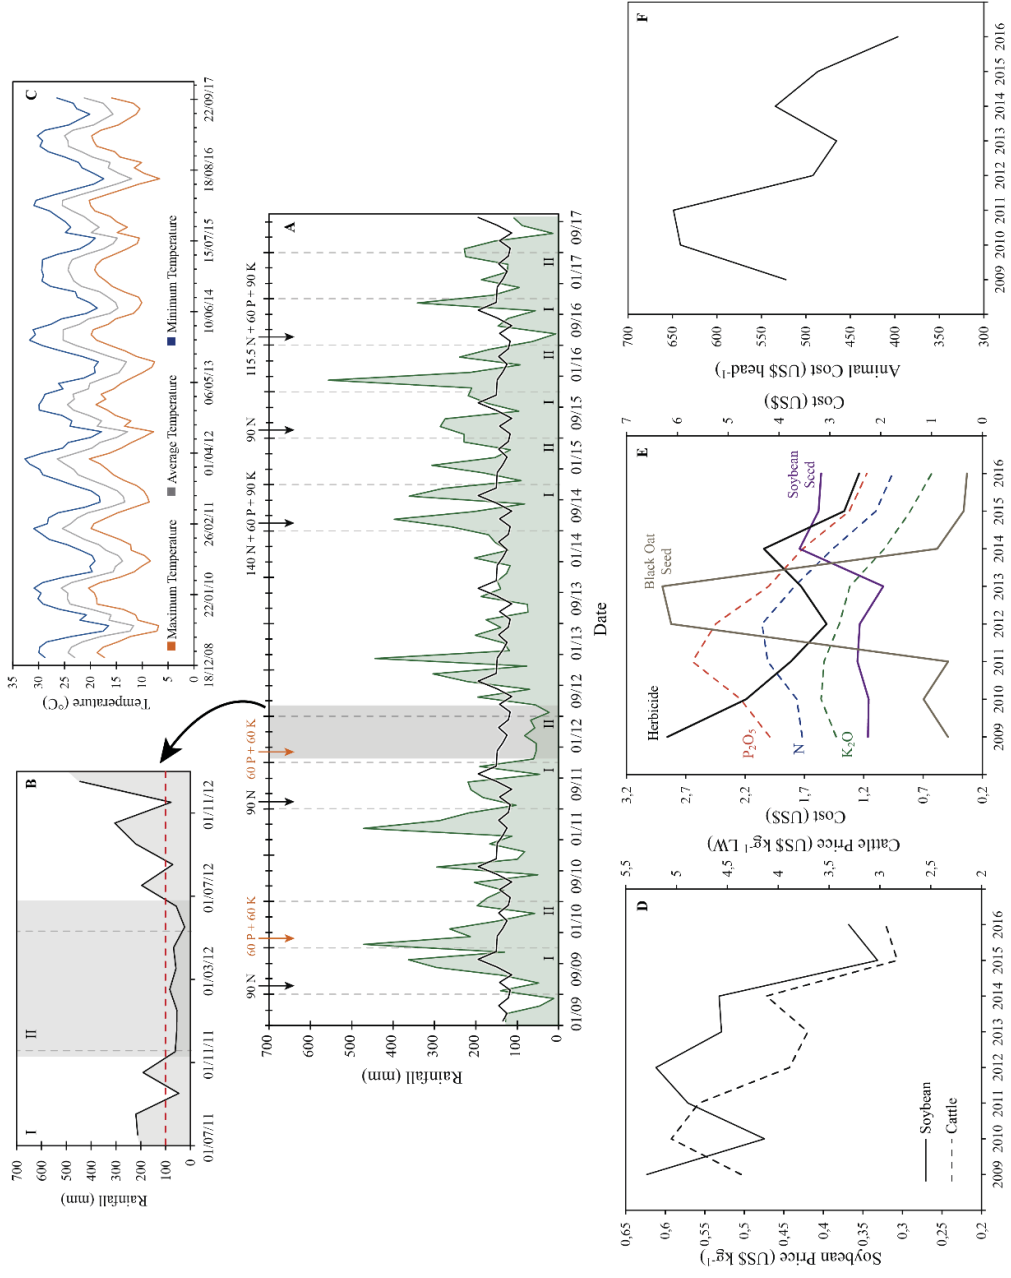 B
I
II
700
600
500
400
300
200
100
0
Rainfall (mm)
01/07/11
01/11/11
01/03/12
01/07/12
01/11/12
C
35
30
25
20
15
10
5
0
Temperature (°C)
18/12/08
22/01/10
26/02/11
01/04/12
06/05/13
10/06/14
15/07/15
18/08/16
22/09/17
Maximum Temperature
Average Temperature
Minimum Temperature
A
90 N
60 P + 60 K
90 N
60 P + 60 K
140 N + 60 P + 90 K
90 N
115.5 N + 60 P + 90 K
700
600
500
400
300
200
100
0
Rainfall (mm)
I
II
I
II
I
II
I
II
I
II
01/09
09/09
01/10
09/10
01/11
09/11
01/12
09/12
01/13
09/13
01/14
09/14
01/15
09/15
01/16
09/16
01/17
09/17
Date
D
0,65
0,6
0,55
0,5
0,45
0,4
0,35
0,3
0,25
0,2
Soybean Price (US$ kg-1)
5,5
5
4,5
4
3,5
3
2,5
2
Cattle Price (US$ kg-1 LW)
Soybean
Cattle
2009
2010
2011
2012
2013
2014
2015
2016
E
3.2
2,7
2,2
1,7
1,2
0,7
0,2
Cost (US$)
7
6
5
4
3
2
1
0
Cost (US$)
Herbicide
P2O5
N
K2O
Black Oat
Seed
Soybean
Seed
2009
2010
2011
2012
2013
2014
2015
2016
F
700
650
600
550
500
450
400
350
300
Animal Cost (US$ head-1)
2009
2010
2011
2012
2013
2014
2015
2016